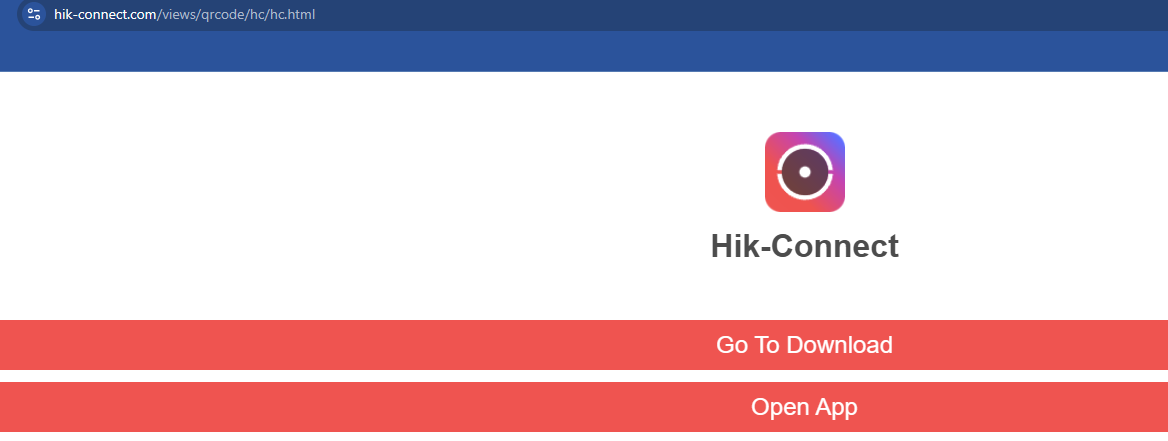 hik-connect.com/views/qrcode/hc/hc.html
Hik-Connect
Go To Download
Open App